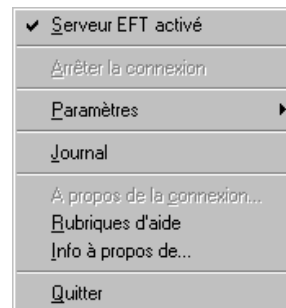 Serveur EFT activé
Arrêter la connexion
Paramètres
Journal
A propos de la connexion...
Rubriques d'aide
Info à propos de...
Quitter